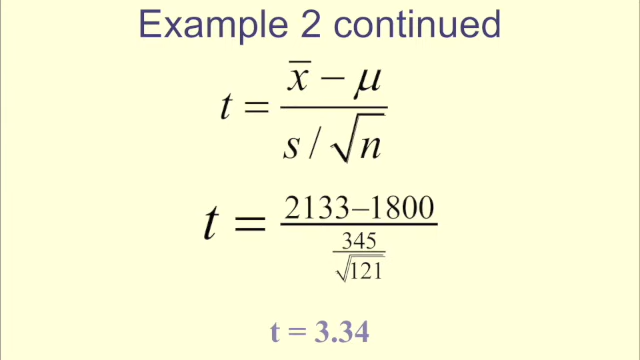 Example 2 continued
t = (x̄ − μ) / (s / √n)
t = (2133–1800) / (345 / √121)
t = 3.34